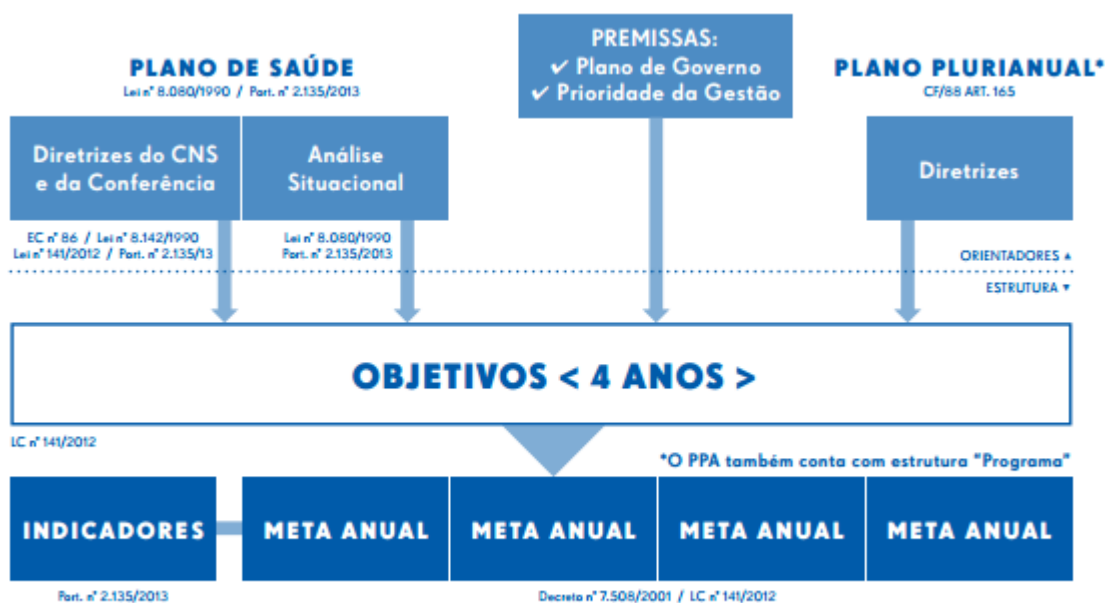 PREMISSAS:
✓ Plano de Governo
✓ Prioridade da Gestão
PLANO DE SAÚDE
Lei nº 8.080/1990 / Port. nº 2.135/2013
PLANO PLURIANUAL*
CF/88 ART. 165
Diretrizes do CNS
e da Conferência
Análise
Situacional
Diretrizes
EC nº 86 / Lei nº 8.142/1990
Lei nº 141/2012 / Port. nº 2.135/13
Lei nº 8.080/1990
Port. nº 2.135/2013
ORIENTADORES ▲
ESTRUTURA ▼
OBJETIVOS < 4 ANOS >
LC nº 141/2012
*O PPA também conta com estrutura "Programa"
INDICADORES
META ANUAL
META ANUAL
META ANUAL
META ANUAL
Port. nº 2.135/2013
Decreto nº 7.508/2001 / LC nº 141/2012